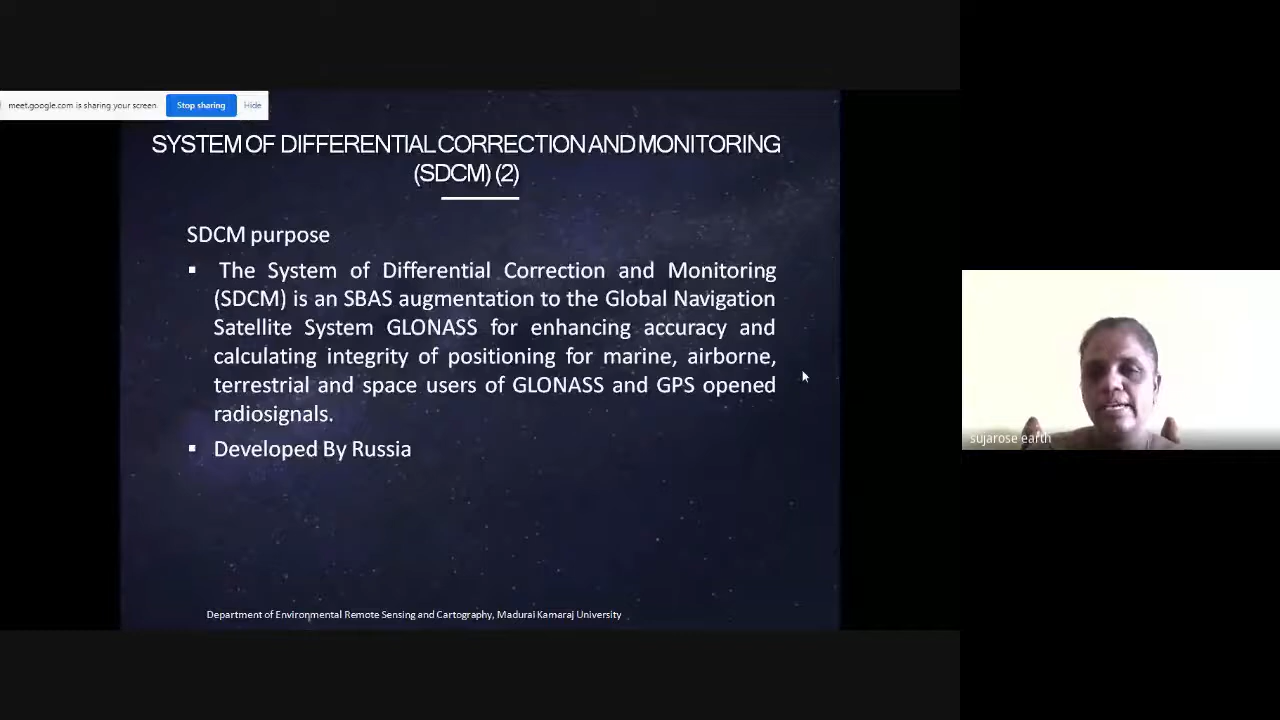 meet.google.com is sharing your screen.
Stop sharing
Hide
SYSTEM OF DIFFERENTIAL CORRECTION AND MONITORING
(SDCM) (2)
SDCM purpose
▪ The System of Differential Correction and Monitoring
(SDCM) is an SBAS augmentation to the Global Navigation
Satellite System GLONASS for enhancing accuracy and
calculating integrity of positioning for marine, airborne,
terrestrial and space users of GLONASS and GPS opened
radiosignals.
▪ Developed By Russia
Department of Environmental Remote Sensing and Cartography, Madurai Kamaraj University
sujarose earth